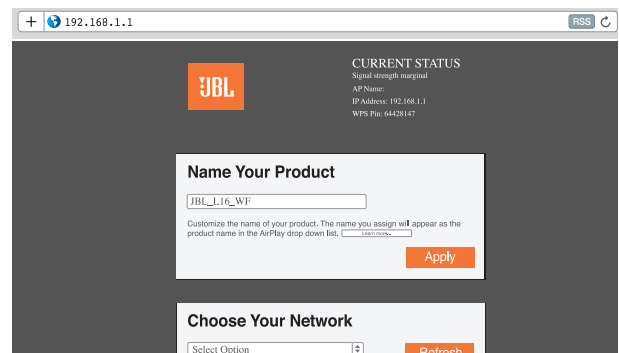 + 192.168.1.1 RSS
JBL
CURRENT STATUS
Signal strength marginal
AP Name:
IP Address: 192.168.1.1
WPS Pin: 64428147
Name Your Product
JBL_L16_WF
Customize the name of your product. The name you assign will appear as the
product name in the AirPlay drop down list. Learn more..
Apply
Choose Your Network
Select Option
Refresh